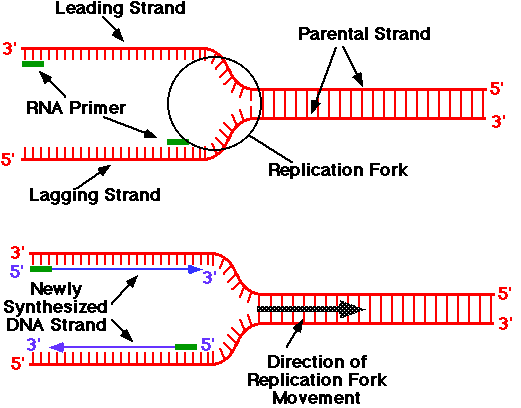 Leading Strand
Parental Strand
3'
5'
RNA Primer
3'
5'
Replication Fork
Lagging Strand
3'
5'
3'
Newly
Synthesized
DNA Strand
5'
3'
3'
5'
5'
Direction of
Replication Fork
Movement